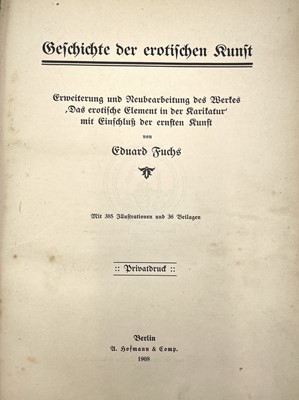 Geschichte der erotischen Kunst
Erweiterung und Neubearbeitung des Werkes
‚Das erotische Element in der Karikatur'
mit Einschluß der ernsten Kunst
von
Eduard Fuchs
Mit 385 Illustrationen und 36 Beilagen
:: Privatdruck ::
Berlin
A. Hofmann & Comp.
1908